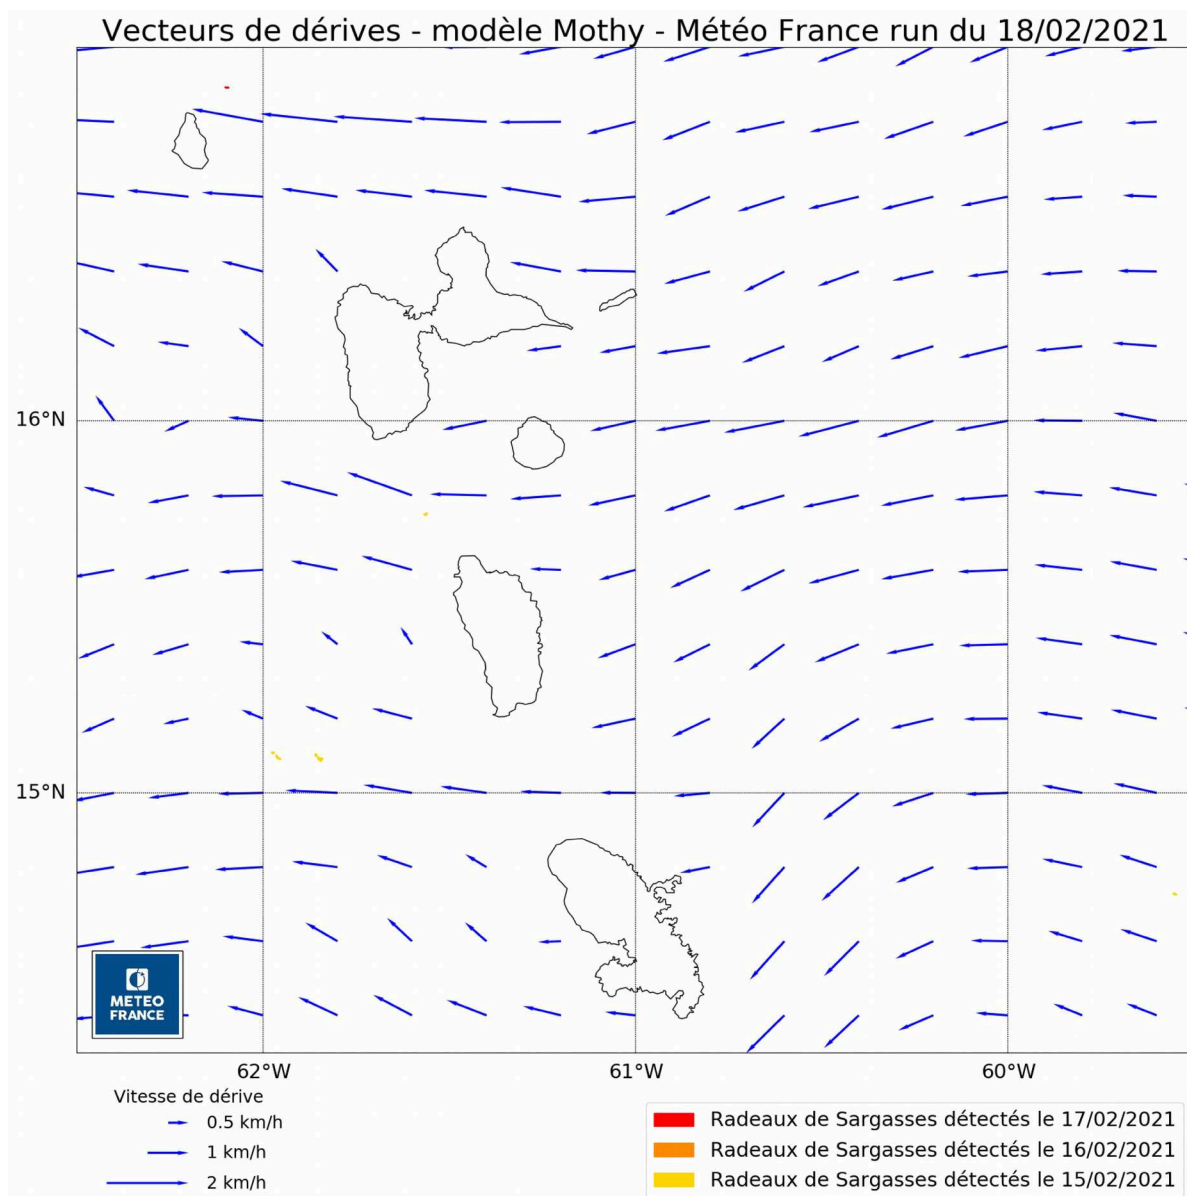 Vecteurs de dérives - modèle Mothy - Météo France run du 18/02/2021
16°N
15°N
METEO
FRANCE
62°W
61°W
60°W
Vitesse de dérive
0.5 km/h
1 km/h
2 km/h
Radeaux de Sargasses détectés le 17/02/2021
Radeaux de Sargasses détectés le 16/02/2021
Radeaux de Sargasses détectés le 15/02/2021